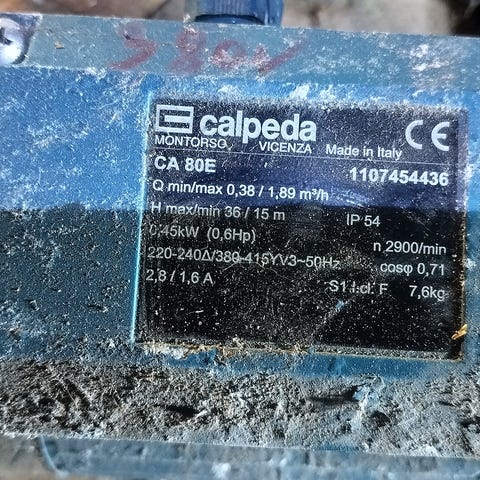 380V
calpeda
CE
MONTORSO VICENZA Made in Italy
CA 80E 1107454436
Q min/max 0,38 / 1,89 m³/h
H max/min 36 / 15 m IP 54
0,45kW (0,6Hp) n 2900/min
220-240Δ/380-415YV3~50Hz cosφ 0,71
2,8 / 1,6 A S1 I.cl. F 7,6kg